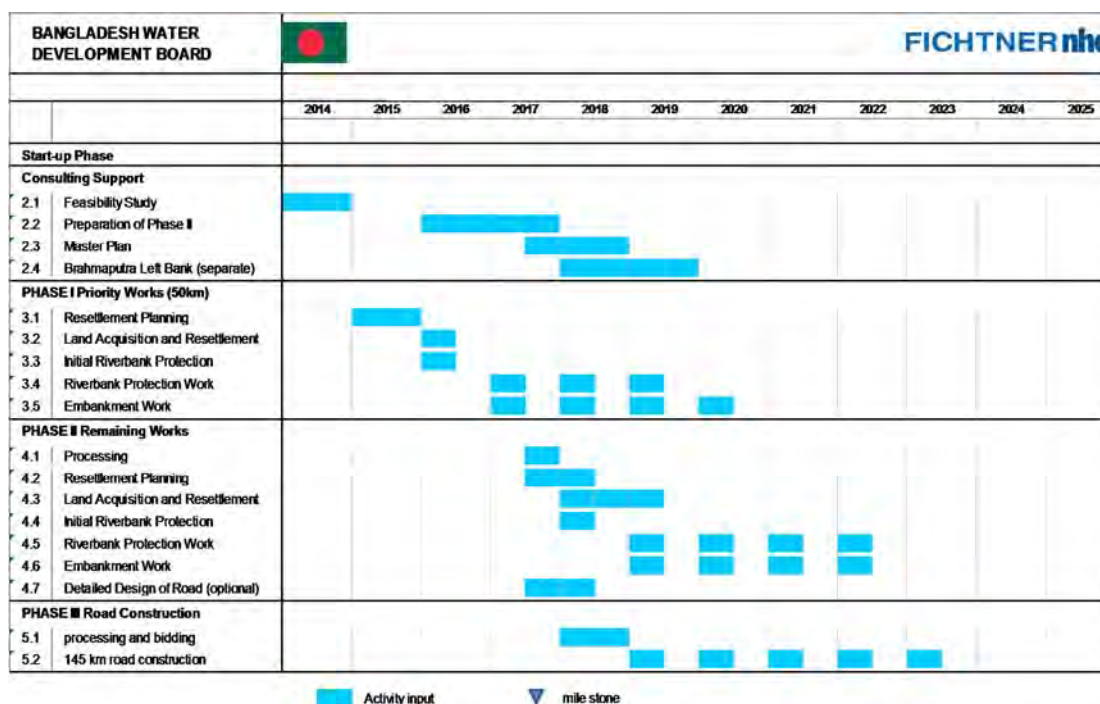 BANGLADESH WATER
DEVELOPMENT BOARD
FICHTNER nhc
2014 2015 2016 2017 2018 2019 2020 2021 2022 2023 2024 2025
Start-up Phase
Consulting Support
2.1 Feasibility Study
2.2 Preparation of Phase II
2.3 Master Plan
2.4 Brahmaputra Left Bank (separate)
PHASE I Priority Works (50km)
3.1 Resettlement Planning
3.2 Land Acquisition and Resettlement
3.3 Initial Riverbank Protection
3.4 Riverbank Protection Work
3.5 Embankment Work
PHASE II Remaining Works
4.1 Processing
4.2 Resettlement Planning
4.3 Land Acquisition and Resettlement
4.4 Initial Riverbank Protection
4.5 Riverbank Protection Work
4.6 Embankment Work
4.7 Detailed Design of Road (optional)
PHASE III Road Construction
5.1 processing and bidding
5.2 145 km road construction
Activity input mile stone